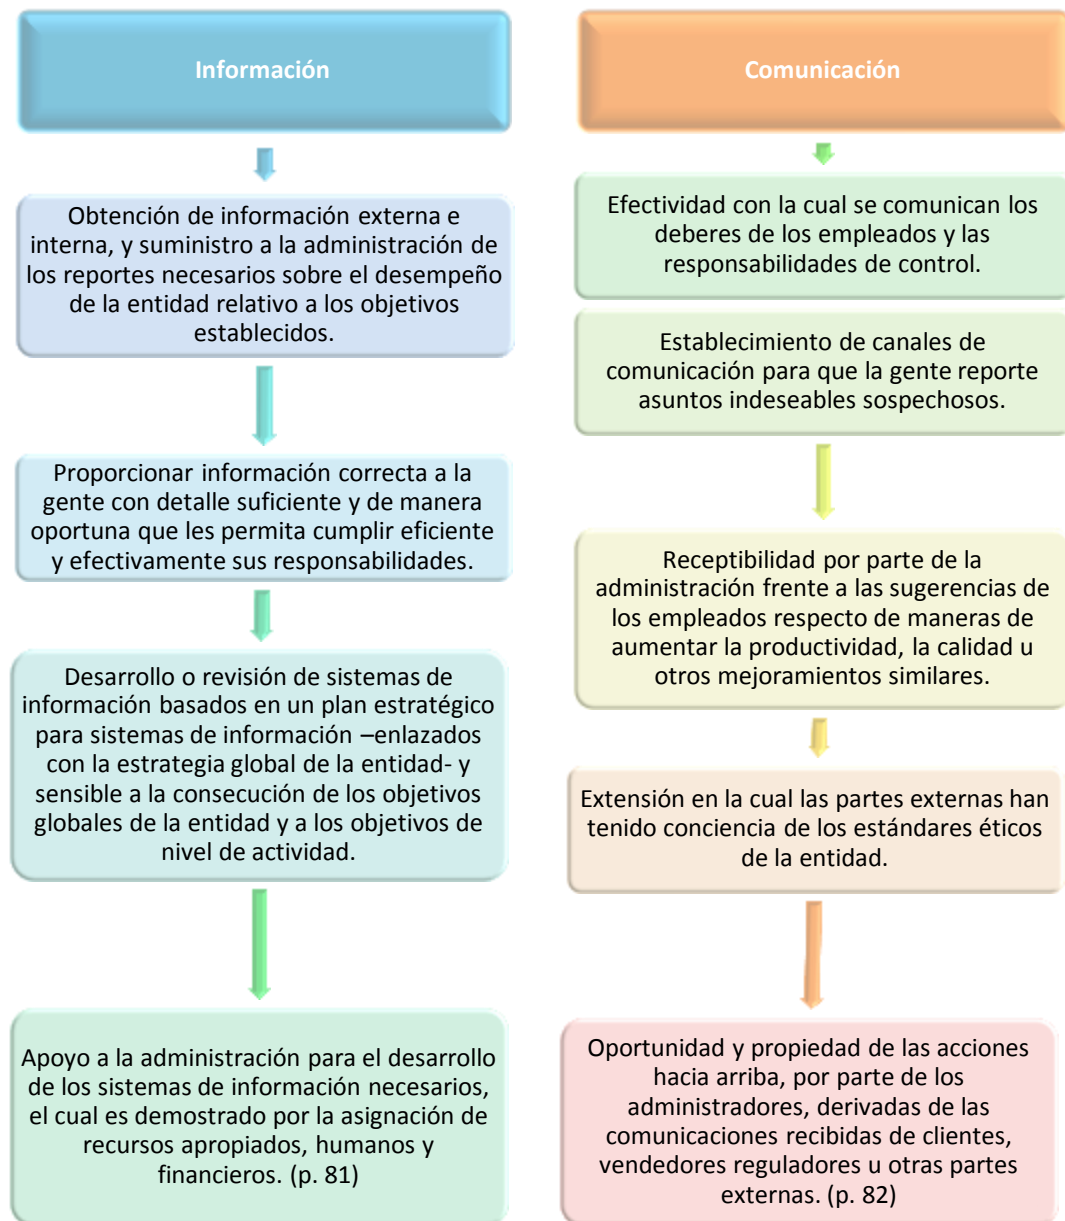 Información
Obtención de información externa e
interna, y suministro a la administración de
los reportes necesarios sobre el desempeño
de la entidad relativo a los objetivos
establecidos.
Proporcionar información correcta a la
gente con detalle suficiente y de manera
oportuna que les permita cumplir eficiente
y efectivamente sus responsabilidades.
Desarrollo o revisión de sistemas de
información basados en un plan estratégico
para sistemas de información –enlazados
con la estrategia global de la entidad- y
sensible a la consecución de los objetivos
globales de la entidad y a los objetivos de
nivel de actividad.
Apoyo a la administración para el desarrollo
de los sistemas de información necesarios,
el cual es demostrado por la asignación de
recursos apropiados, humanos y
financieros. (p. 81)
Comunicación
Efectividad con la cual se comunican los
deberes de los empleados y las
responsabilidades de control.
Establecimiento de canales de
comunicación para que la gente reporte
asuntos indeseables sospechosos.
Receptibilidad por parte de la
administración frente a las sugerencias de
los empleados respecto de maneras de
aumentar la productividad, la calidad u
otros mejoramientos similares.
Extensión en la cual las partes externas han
tenido conciencia de los estándares éticos
de la entidad.
Oportunidad y propiedad de las acciones
hacia arriba, por parte de los
administradores, derivadas de las
comunicaciones recibidas de clientes,
vendedores reguladores u otras partes
externas. (p. 82)